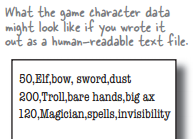 What the game character data
might look like if you wrote it
out as a human-readable text file.
50,Elf,bow, sword,dust
200,Troll,bare hands,big ax
120,Magician,spells,invisibility